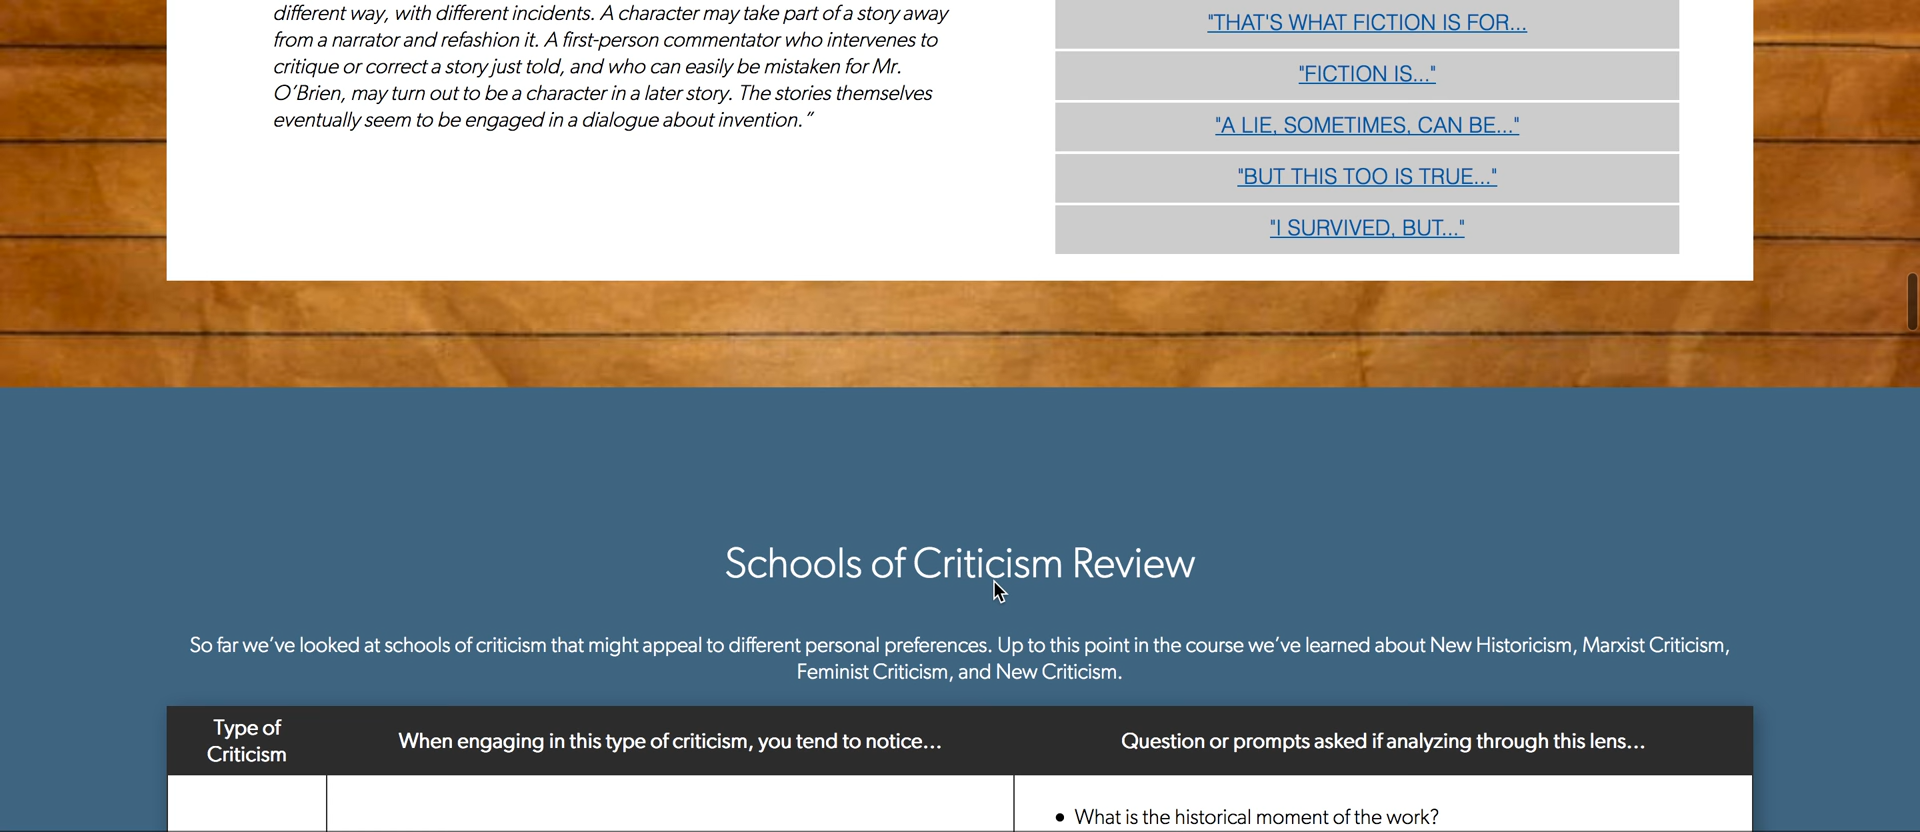 different way, with different incidents. A character may take part of a story away
from a narrator and refashion it. A first-person commentator who intervenes to
critique or correct a story just told, and who can easily be mistaken for Mr.
O’Brien, may turn out to be a character in a later story. The stories themselves
eventually seem to be engaged in a dialogue about invention.”
"THAT'S WHAT FICTION IS FOR...
"FICTION IS..."
"A LIE, SOMETIMES, CAN BE..."
"BUT THIS TOO IS TRUE..."
"I SURVIVED, BUT..."
Schools of Criticism Review
So far we’ve looked at schools of criticism that might appeal to different personal preferences. Up to this point in the course we’ve learned about New Historicism, Marxist Criticism,
Feminist Criticism, and New Criticism.
Type of
Criticism
When engaging in this type of criticism, you tend to notice…
Question or prompts asked if analyzing through this lens…
• What is the historical moment of the work?